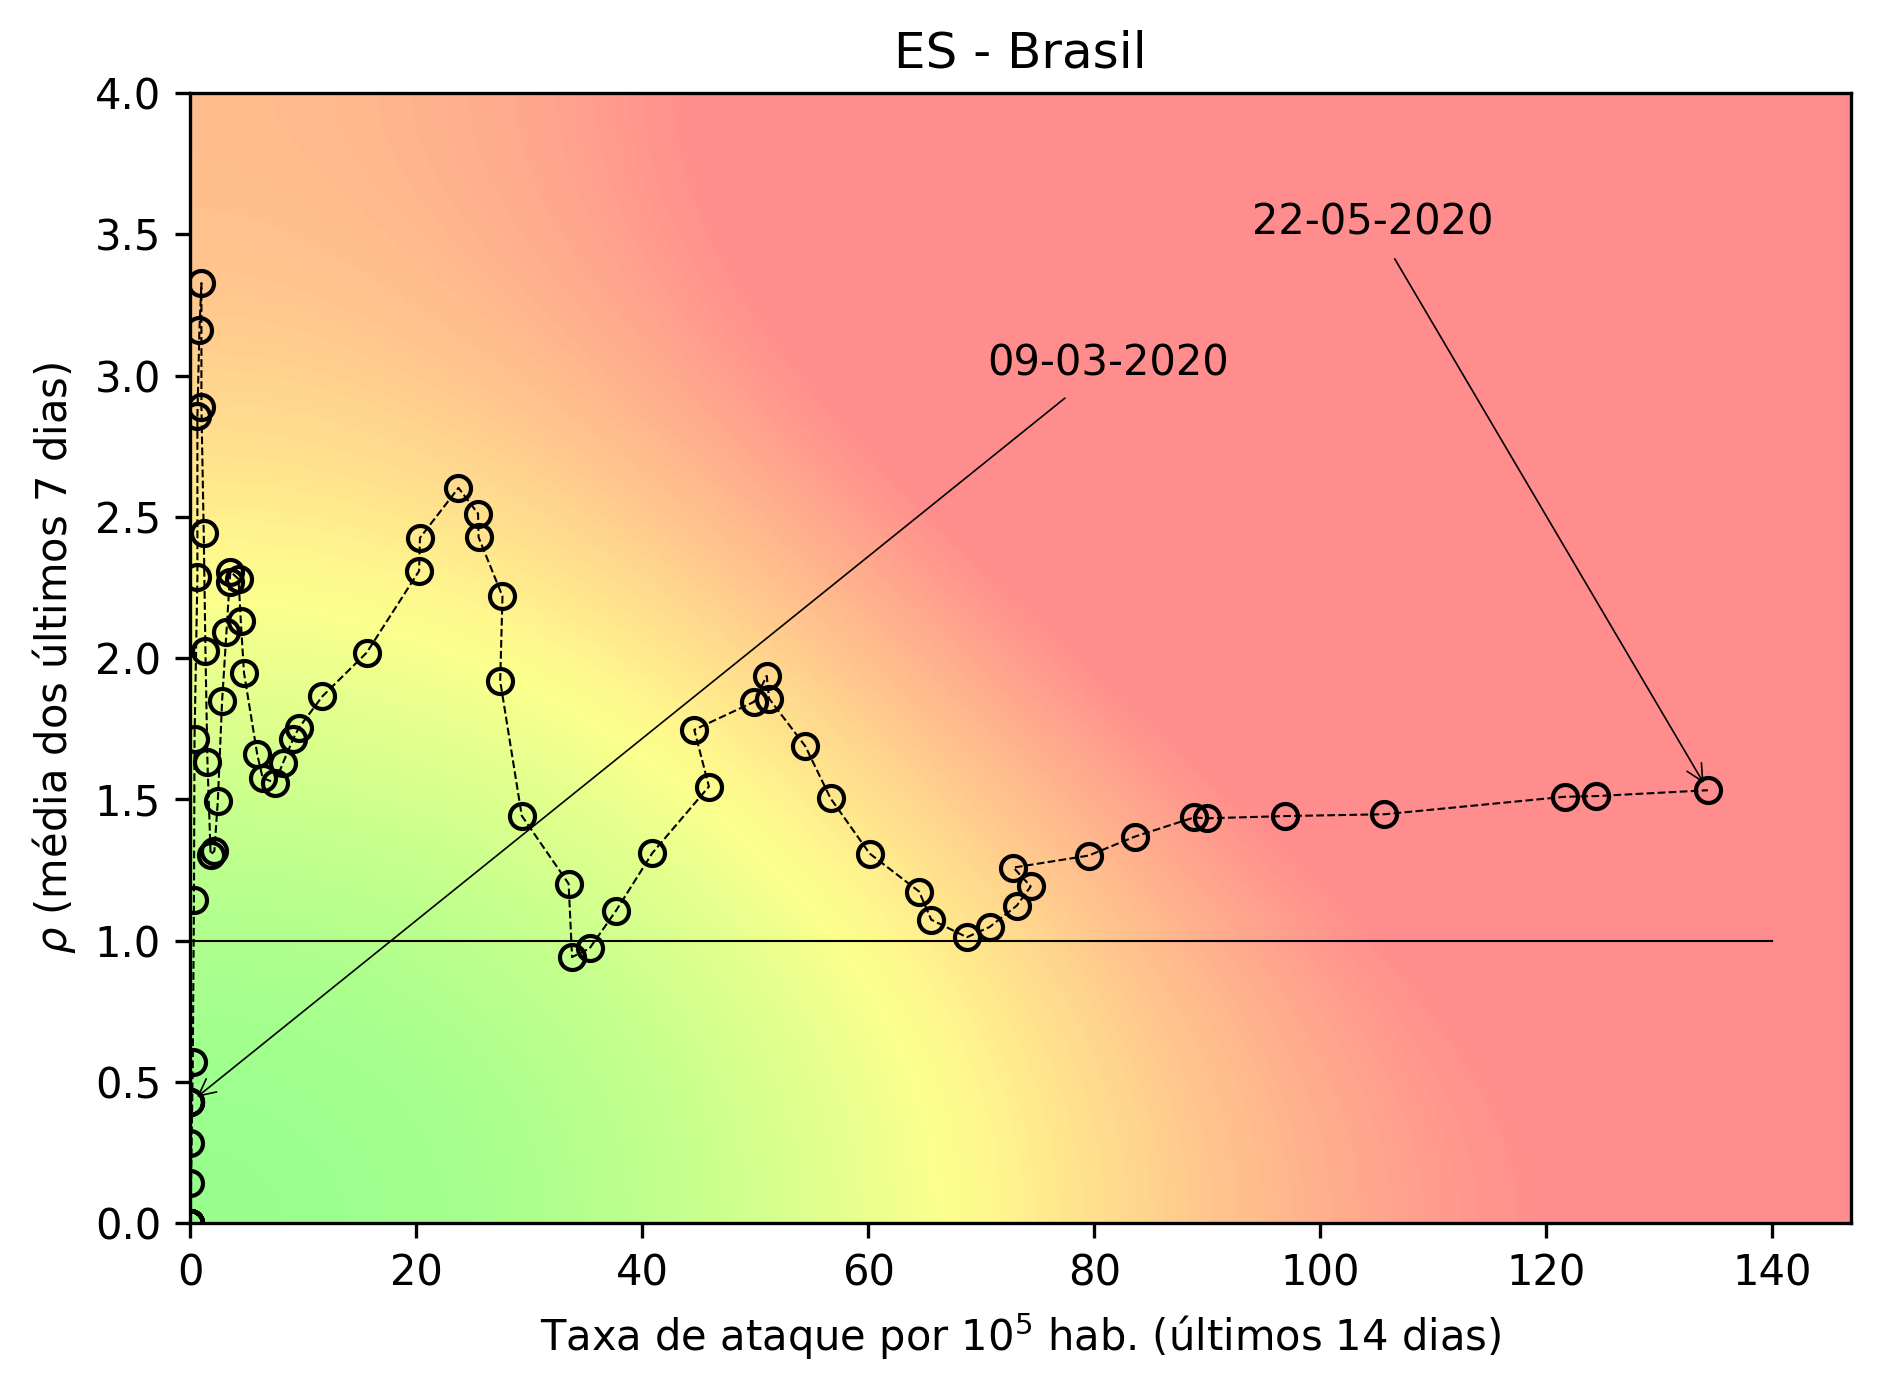 ES - Brasil
4.0
3.5
3.0
2.5
2.0
1.5
1.0
0.5
0.0
ρ (média dos últimos 7 dias)
22-05-2020
09-03-2020
0 20 40 60 80 100 120 140
Taxa de ataque por 10⁵ hab. (últimos 14 dias)